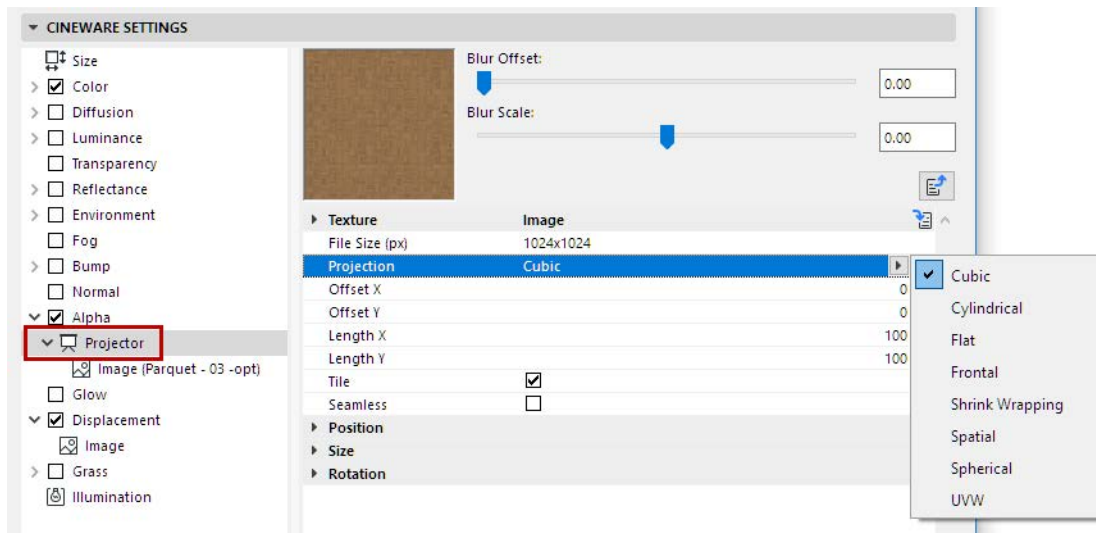 CINEWARE SETTINGS
Size
Color
Diffusion
Luminance
Transparency
Reflectance
Environment
Fog
Bump
Normal
Alpha
Projector
Image (Parquet - 03 -opt)
Glow
Displacement
Image
Grass
Illumination
Blur Offset:
0.00
Blur Scale:
0.00
Texture Image
File Size (px) 1024x1024
Projection Cubic
Offset X 0
Offset Y 0
Length X 100
Length Y 100
Tile
Seamless
Position
Size
Rotation
Cubic
Cylindrical
Flat
Frontal
Shrink Wrapping
Spatial
Spherical
UVW